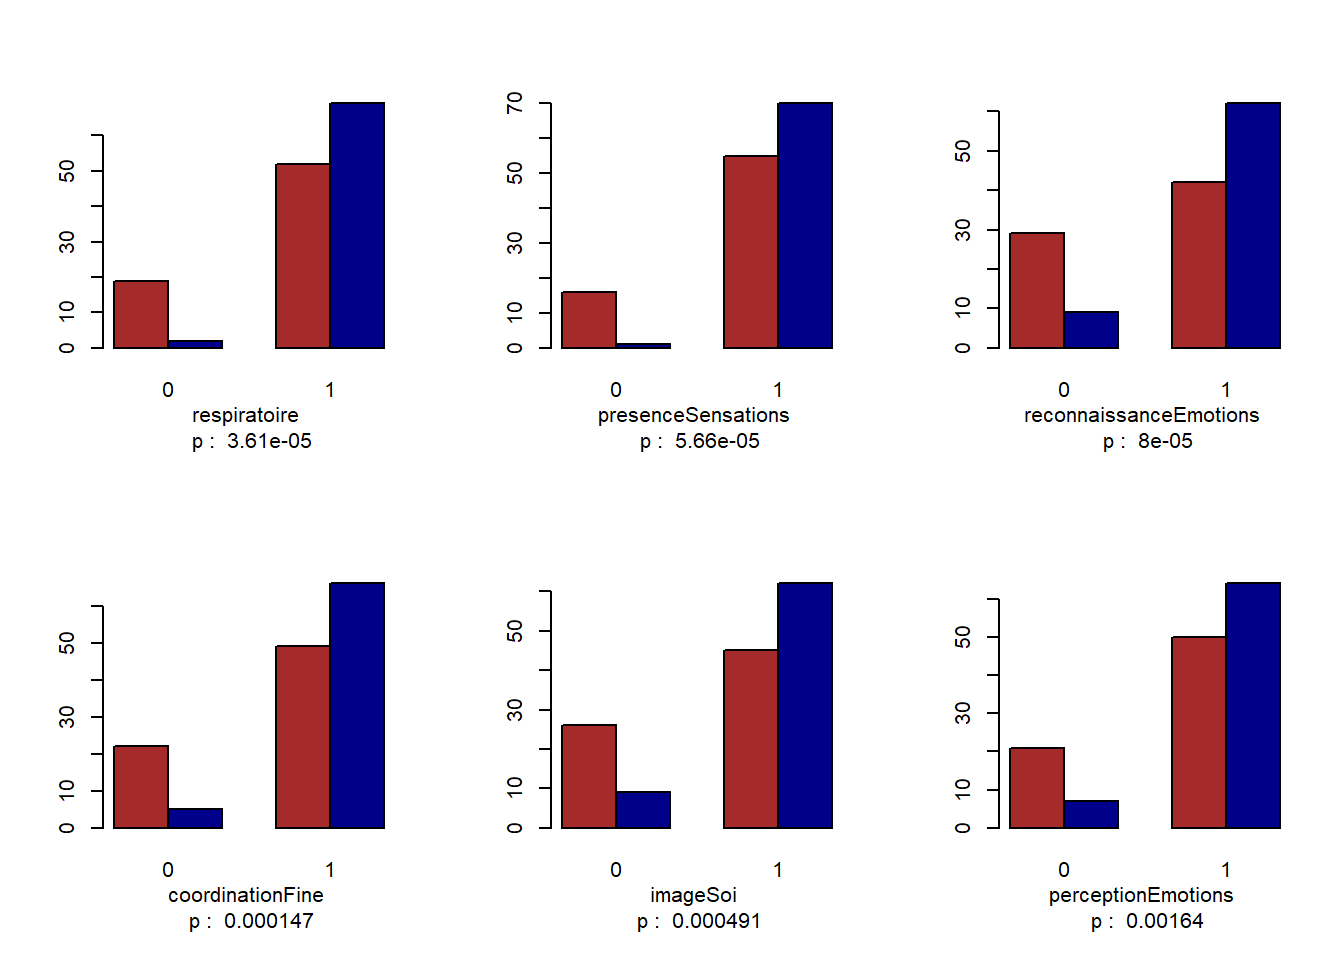 50
30
10
0
0 1
respiratoire
p : 3.61e-05
70
50
30
10
0
0 1
presenceSensations
p : 5.66e-05
50
30
10
0
0 1
reconnaissanceEmotions
p : 8e-05
50
30
10
0
0 1
coordinationFine
p : 0.000147
50
30
10
0
0 1
imageSoi
p : 0.000491
50
30
10
0
0 1
perceptionEmotions
p : 0.00164